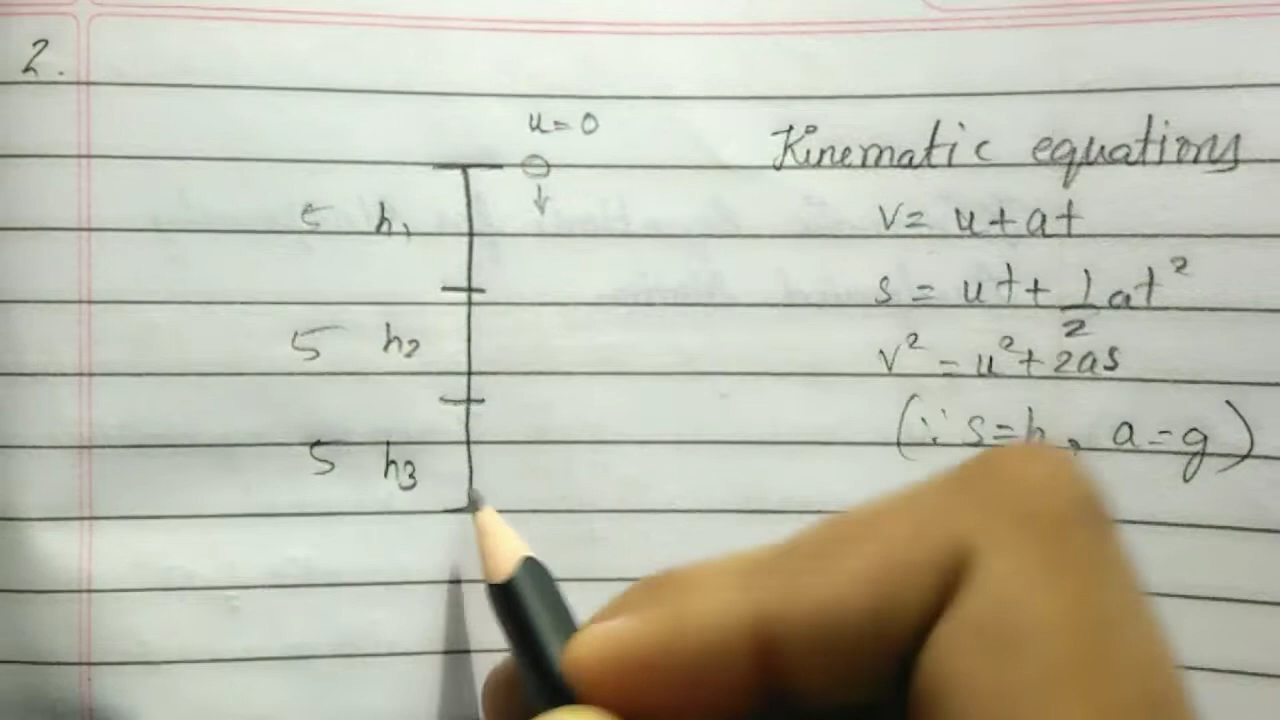 2.
u=0
Kinematic equations
5 h₁
v= u+at
s = ut+ 1/2 at²
5 h₂
v² = u²+2as
(∵ s=h, a=g)
5 h₃